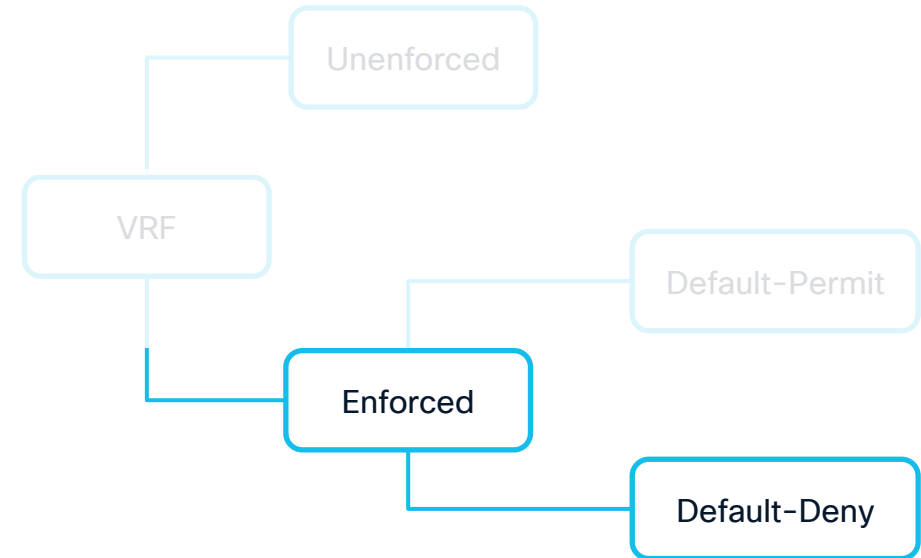 Unenforced
VRF
Default-Permit
Enforced
Default-Deny